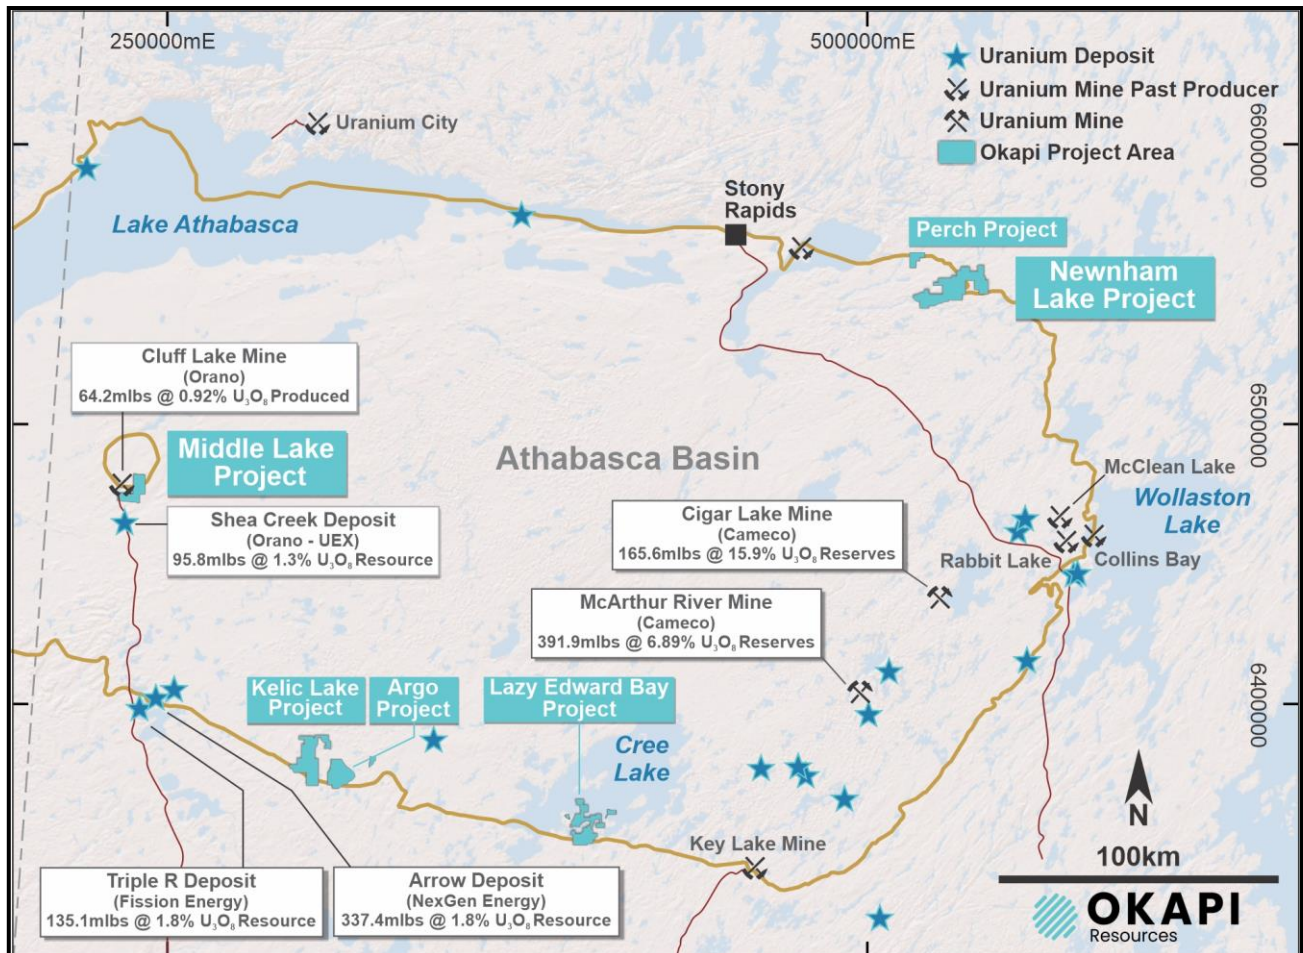 250000mE
500000mE
Uranium Deposit
Uranium Mine Past Producer
Uranium Mine
Okapi Project Area
6600000
Uranium City
Stony
Rapids
Lake Athabasca
Perch Project
Newnham
Lake Project
Cluff Lake Mine
(Orano)
64.2mlbs @ 0.92% U₃O₈ Produced
Middle Lake
Project
6500000
Athabasca Basin
McClean Lake
Wollaston
Lake
Shea Creek Deposit
(Orano - UEX)
95.8mlbs @ 1.3% U₃O₈ Resource
Cigar Lake Mine
(Cameco)
165.6mlbs @ 15.9% U₃O₈ Reserves
Rabbit Lake
Collins Bay
McArthur River Mine
(Cameco)
391.9mlbs @ 6.89% U₃O₈ Reserves
Kelic Lake
Project
Argo
Project
Lazy Edward Bay
Project
6400000
Cree
Lake
N
Key Lake Mine
100km
Triple R Deposit
(Fission Energy)
135.1mlbs @ 1.8% U₃O₈ Resource
Arrow Deposit
(NexGen Energy)
337.4mlbs @ 1.8% U₃O₈ Resource
OKAPI
Resources